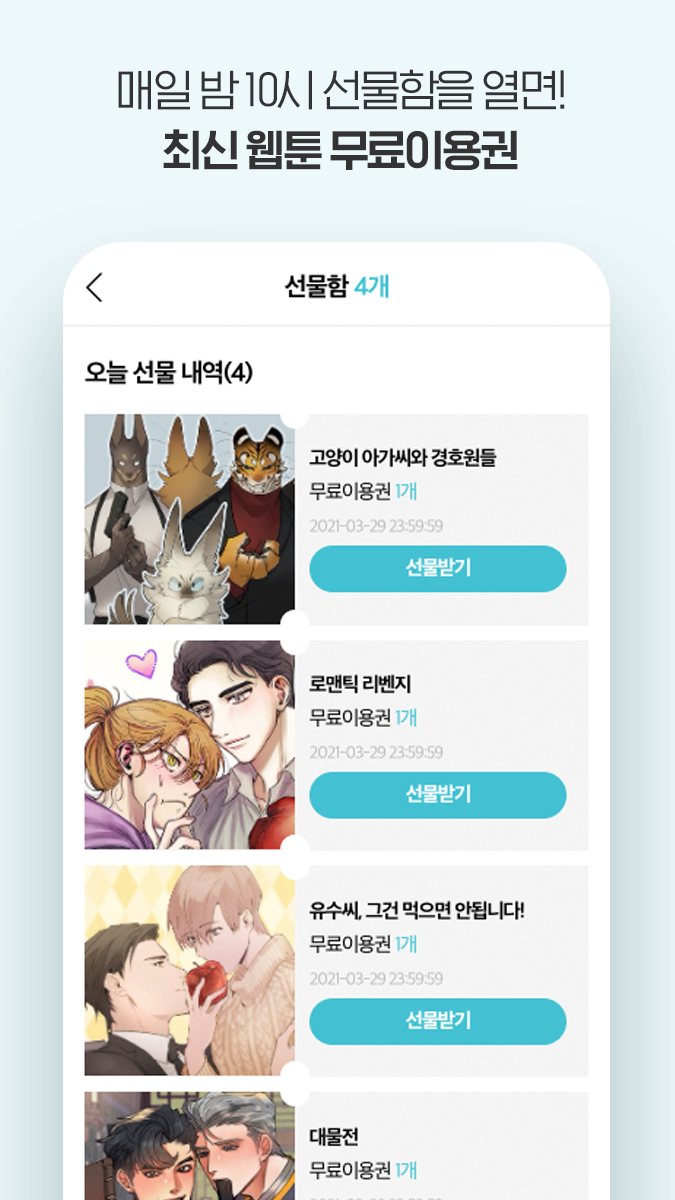 매일 밤 10시 선물함을 열면!
최신 웹툰 무료이용권
선물함 4개
오늘 선물 내역(4)
고양이 아가씨와 경호원들
무료이용권 1개
2021-03-29 23:59:59
선물받기
로맨틱 리벤지
무료이용권 1개
2021-03-29 23:59:59
선물받기
유수씨, 그건 먹으면 안됩니다!
무료이용권 1개
2021-03-29 23:59:59
선물받기
대물전
무료이용권 1개